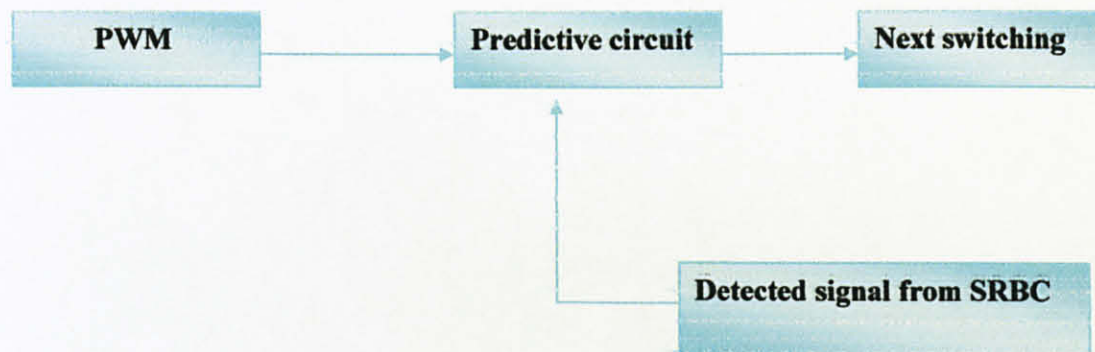 PWM
Predictive circuit
Next switching
Detected signal from SRBC